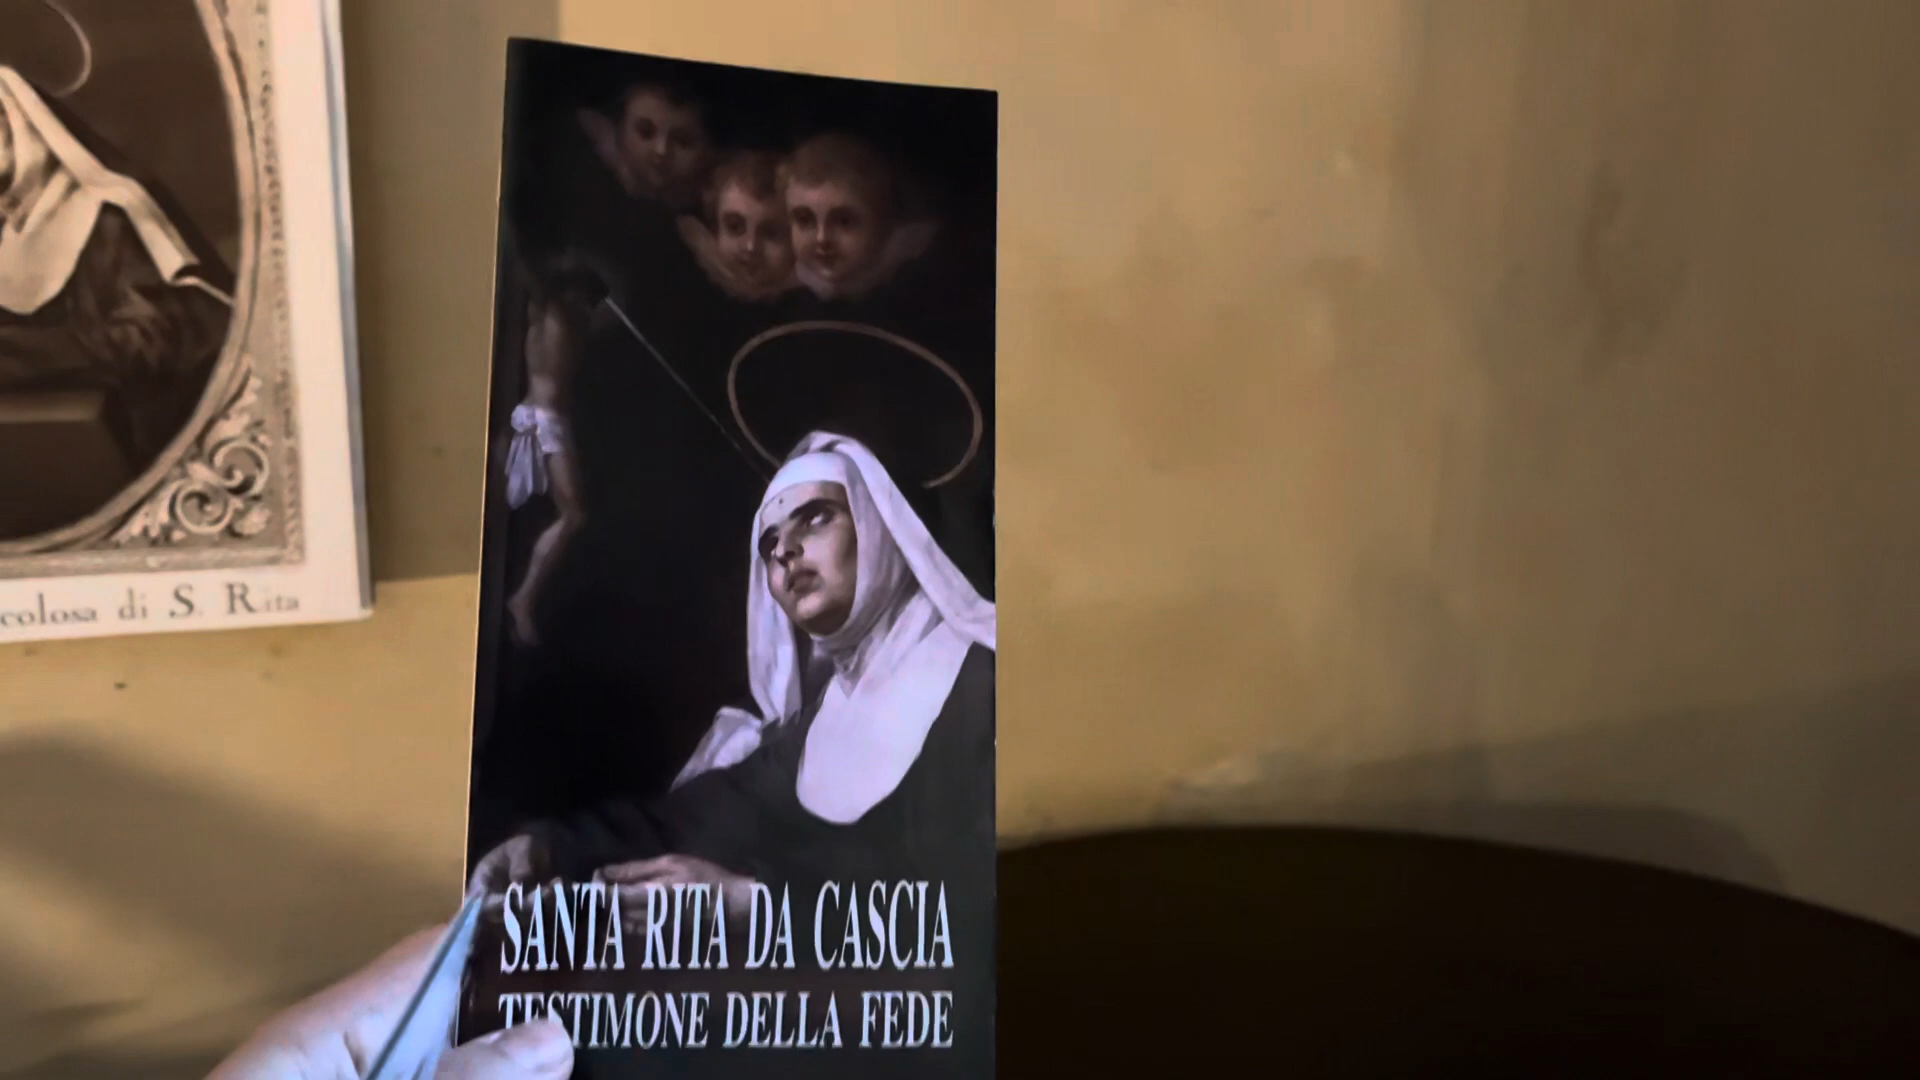 colosa di S. Rita
SANTA RITA DA CASCIA
TESTIMONE DELLA FEDE